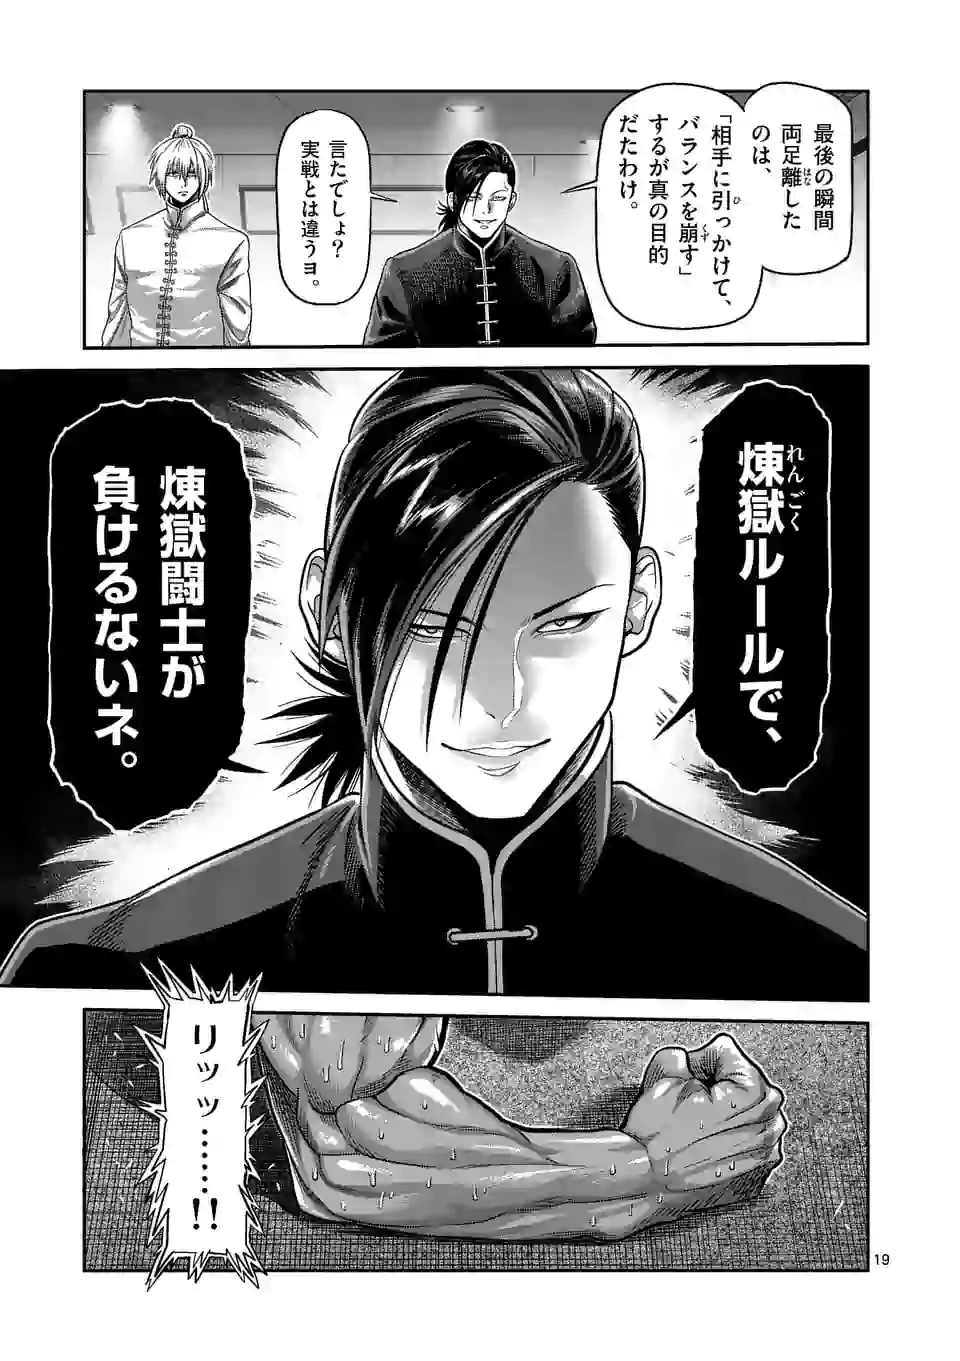 最後の瞬間
両足離した
のは、
「相手に引っかけて、
バランスを崩す」
するが真の目的
だたわけ。
言たでしょ？
実戦とは違うヨ。
煉獄ルールで、
煉獄闘士が
負けるないネ。
リッッ……!!
19